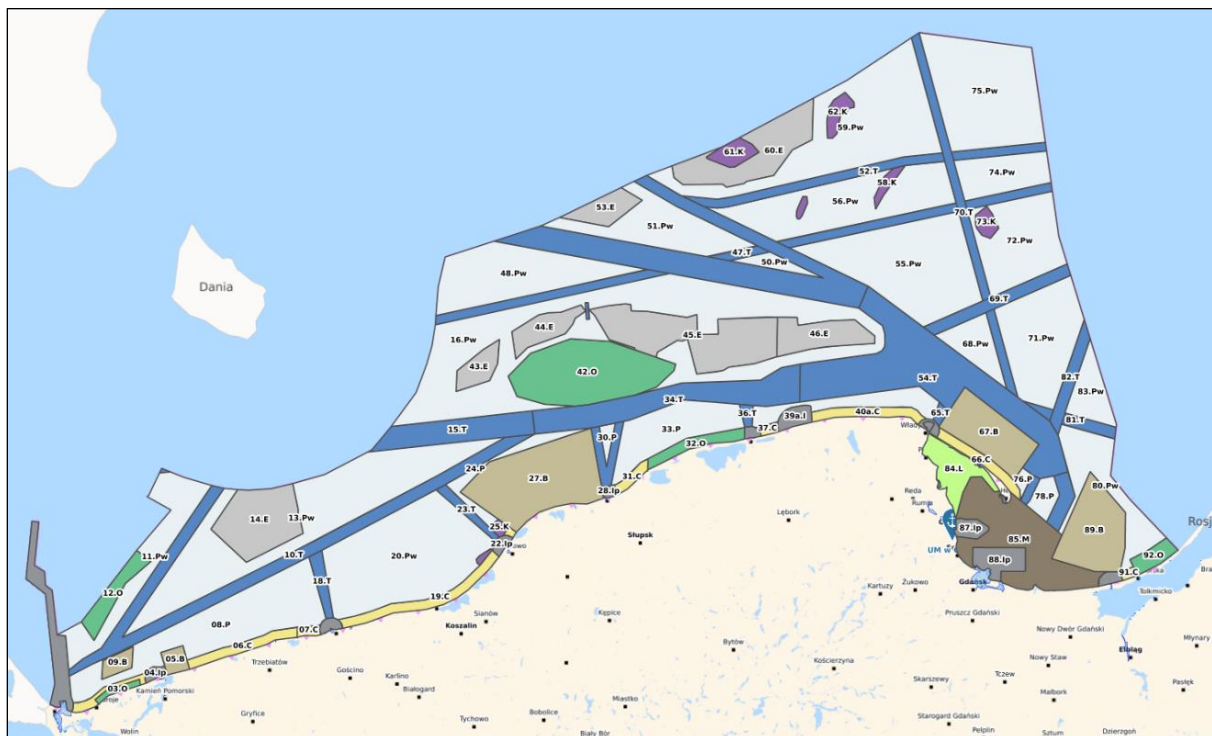 75.Pw
62.K
59.Pw
61.K
60.E
52.T
74.Pw
58.K
56.Pw
53.E
70.T
73.K
51.Pw
72.Pw
47.T
50.Pw
55.Pw
48.Pw
Dania
69.T
44.E
45.E
46.E
16.Pw
68.Pw
71.Pw
43.E
42.O
82.T
54.T
83.Pw
34.T
36.T
39a.I
40a.C
65.T
81.T
15.T
33.P
37.C
67.B
30.P
32.O
66.C
24.P
31.C
84.L
76.P
27.B
80.Pw
28.Ip
78.P
Reda
Rumia
23.T
Lębork
14.E
13.Pw
25.K
87.Ip
89.B
Rosj
UM w
22.Ip
Słupsk
85.M
11.Pw
10.T
20.Pw
92.O
88.Ip
91.C
18.T
Kartuzy
Żukowo
Gdańsk
12.O
19.C
Tolkmicko
Sianów
Kępice
Pruszcz Gdański
08.P
07.C
Koszalin
Nowy Dwór Gdański
06.C
Bytów
Elbląg
Młynary
09.B
05.B
Trzebiatów
Gościno
Kościerzyna
Nowy Staw
04.Ip
Karlino
Białogard
Skarszewy
Tczew
Pasłęk
03.O
Kamień Pomorski
Miastko
Malbork
Gryfice
Bobolice
Starogard Gdański
Tychowo
Biały Bór
Wolin
Pelplin
Sztum
Dzierzgoń